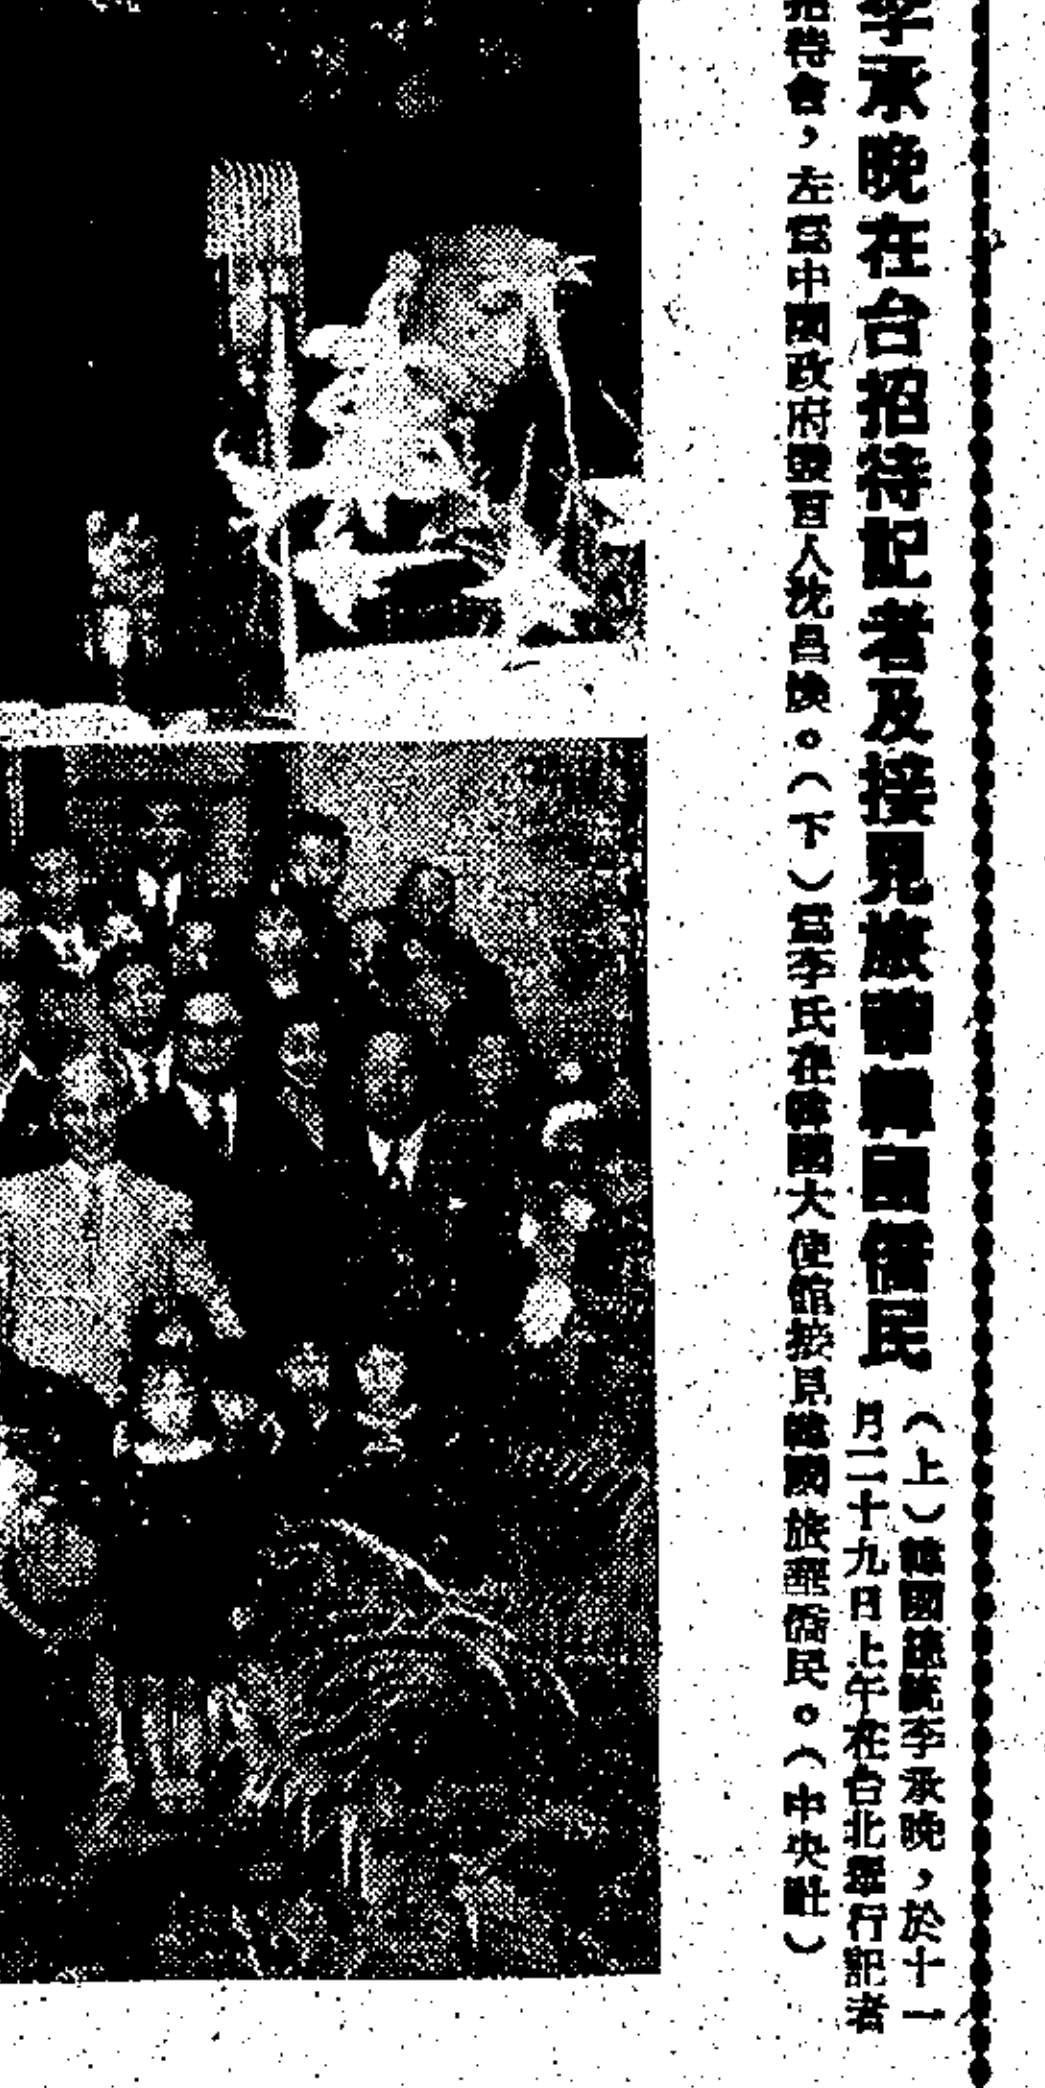 李承晚在台招待記者及接見旅華韓國僑民
（上）韓國總統李承晚，於十一
月二十九日上午在台北舉行記者
招待會，左爲中國政府發言人沈昌煥。（下）爲李氏在韓國大使館接見韓國旅華僑民。（中央社）